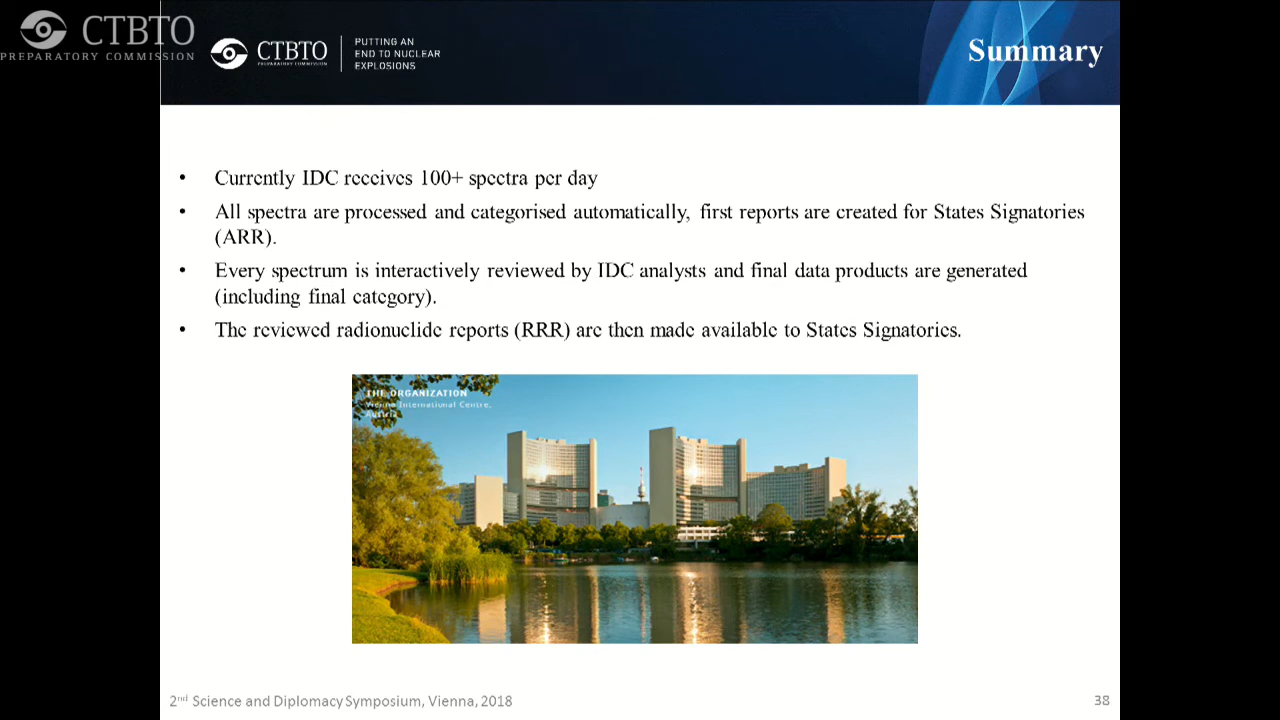 CTBTO
PREPARATORY COMMISSION
CTBTO
PREPARATORY COMMISSION
PUTTING AN
END TO NUCLEAR
EXPLOSIONS
Summary
• Currently IDC receives 100+ spectra per day
• All spectra are processed and categorised automatically, first reports are created for States Signatories
(ARR).
• Every spectrum is interactively reviewed by IDC analysts and final data products are generated
(including final category).
• The reviewed radionuclide reports (RRR) are then made available to States Signatories.
THE ORGANIZATION
Vienna International Centre,
Austria
2nd Science and Diplomacy Symposium, Vienna, 2018
38